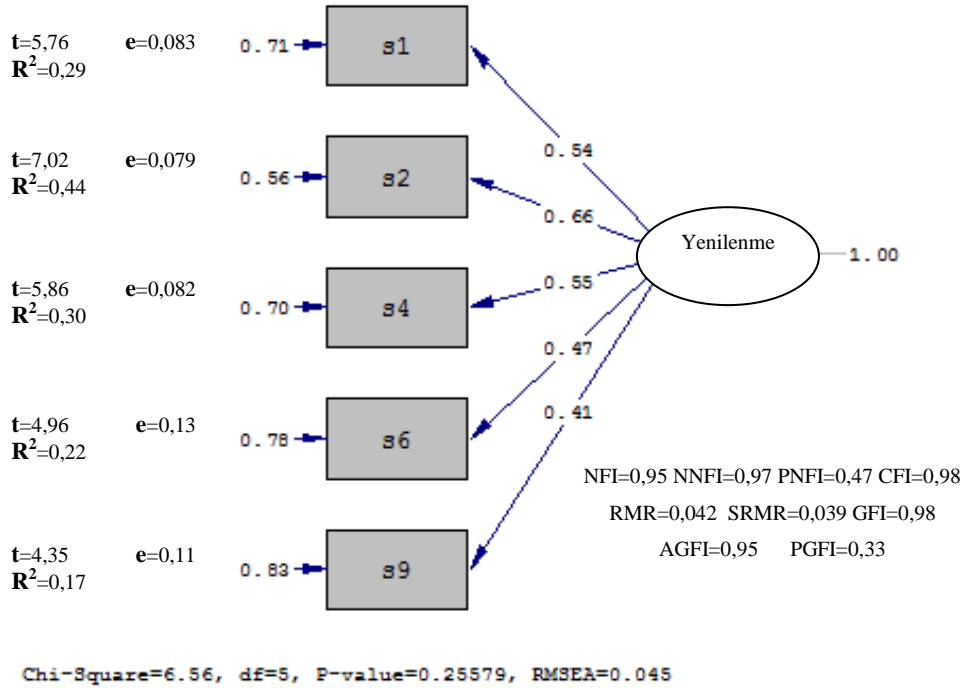 t=5,76 e=0,083
R²=0,29
0.71 s1
0.54
t=7,02 e=0,079
R²=0,44
0.56 s2
0.66
Yenilenme
1.00
t=5,86 e=0,082
R²=0,30
0.70 s4
0.55
0.47
t=4,96 e=0,13
R²=0,22
0.78 s6
0.41
NFI=0,95 NNFI=0,97 PNFI=0,47 CFI=0,98
RMR=0,042 SRMR=0,039 GFI=0,98
AGFI=0,95 PGFI=0,33
t=4,35 e=0,11
R²=0,17
0.83 s9
Chi-Square=6.56, df=5, P-value=0.25579, RMSEA=0.045